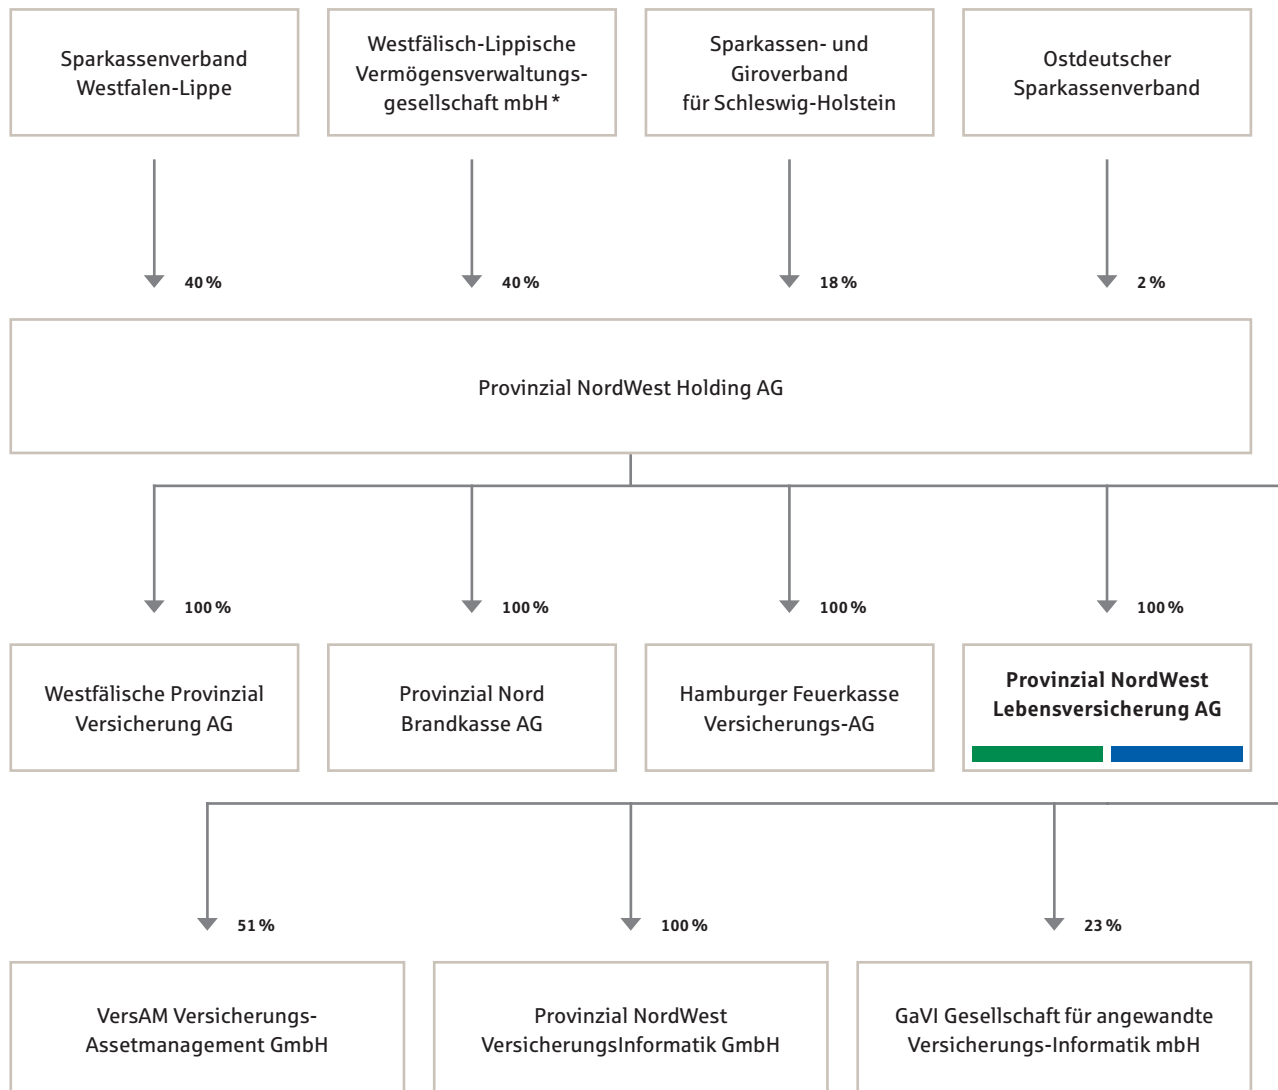 Sparkassenverband
Westfalen-Lippe
Westfälisch-Lippische
Vermögensverwaltungs-
gesellschaft mbH *
Sparkassen- und
Giroverband
für Schleswig-Holstein
Ostdeutscher
Sparkassenverband
40 %
40 %
18 %
2 %
Provinzial NordWest Holding AG
100 %
100 %
100 %
100 %
Westfälische Provinzial
Versicherung AG
Provinzial Nord
Brandkasse AG
Hamburger Feuerkasse
Versicherungs-AG
Provinzial NordWest
Lebensversicherung AG
51 %
100 %
23 %
VersAM Versicherungs-
Assetmanagement GmbH
Provinzial NordWest
VersicherungsInformatik GmbH
GaVI Gesellschaft für angewandte
Versicherungs-Informatik mbH